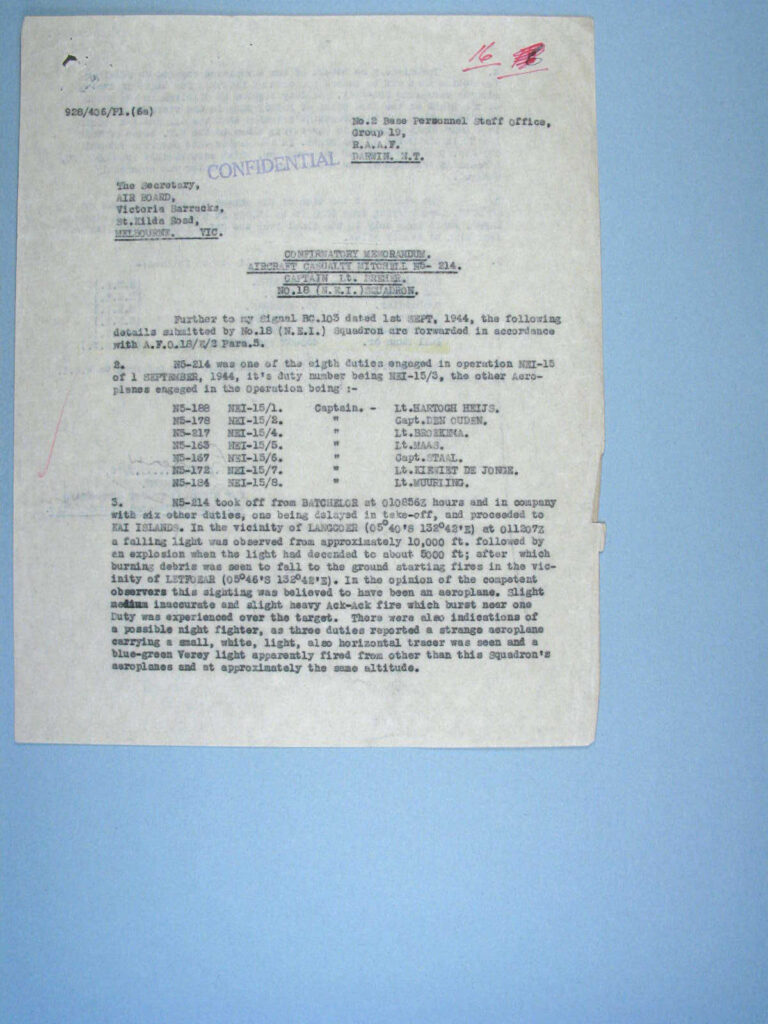 16
928/406/P1.(6a)
No.2 Base Personnel Staff Office,
Group 19,
R.A.A.F.
DARWIN. N.T.
CONFIDENTIAL
The Secretary,
AIR BOARD,
Victoria Barracks,
St.Kilda Road,
MELBOURNE. VIC.
CONFIRMATORY MEMORANDUM.
AIRCRAFT CASUALTY MITCHELL N5- 214.
CAPTAIN Lt.
NO.18 (N.E.I.)SQUADRON.
Further to my Signal BC.103 dated 1st SEPT, 1944, the following
details submitted by No.18 (N.E.I.) Squadron are forwarded in accordance
with A.F.O.18/E/2 Para.5.
2. N5-214 was one of the eigth duties engaged in operation NEI-15
of 1 SEPTEMBER, 1944, it's duty number being NEI-15/3, the other Aero-
planes engaged in the Operation being :-
N5-188 NEI-15/1. Captain. - Lt.HARTOGH HEIJS.
N5-178 NEI-15/2. " Capt.DEN OUDEN.
N5-217 NEI-15/4. " Lt.BROEKEMA.
N5-163 NEI-15/5. " Lt.MAAS.
N5-167 NEI-15/6. " Capt.STAAL.
N5-172 NEI-15/7. " Lt.KIEWIET DE JONGE.
N5-184 NEI-15/8. " Lt.MUURLING.
3. N5-214 took off from BATCHELOR at 010856Z hours and in company
with six other duties, one being delayed in take-off, and proceeded to
KAI ISLANDS. In the vicinity of LANGGOER (05°40'S 132°42'E) at 011207Z
a falling light was observed from approximately 10,000 ft. followed by
an explosion when the light had decended to about 5000 ft; after which
burning debris was seen to fall to the ground starting fires in the vic-
inity of LETFOEAR (05°46'S 132°42'E). In the opinion of the competent
observers this sighting was believed to have been an aeroplane. Slight
medium inaccurate and slight heavy Ack-Ack fire which burst near one
Duty was experienced over the target. There were also indications of
a possible night fighter, as three duties reported a strange aeroplane
carrying a small, white, light, also horizontal tracer was seen and a
blue-green Verey light apparently fired from other than this Squadron's
aeroplanes and at approximately the same altitude.